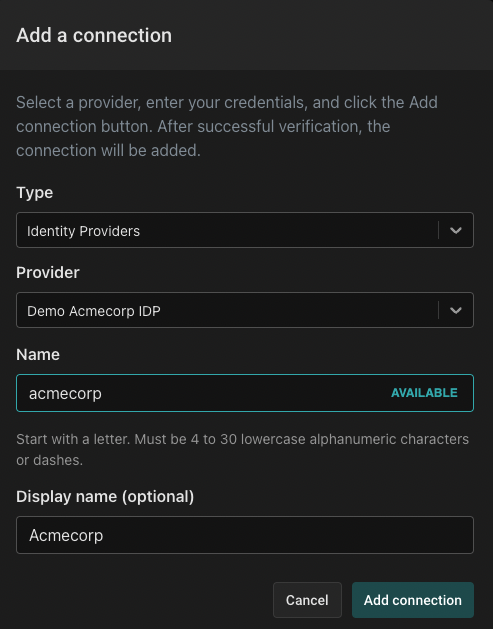 Add a connection
Select a provider, enter your credentials, and click the Add
connection button. After successful verification, the
connection will be added.
Type
Identity Providers
Provider
Demo Acmecorp IDP
Name
acmecorp
AVAILABLE
Start with a letter. Must be 4 to 30 lowercase alphanumeric characters
or dashes.
Display name (optional)
Acmecorp
Cancel
Add connection